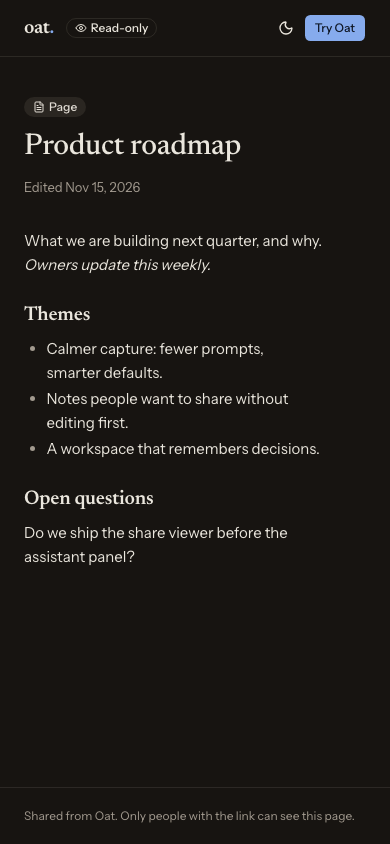 oat.
Read-only
Try Oat
Page
Product roadmap
Edited Nov 15, 2026
What we are building next quarter, and why.
Owners update this weekly.
Themes
Calmer capture: fewer prompts,
smarter defaults.
Notes people want to share without
editing first.
A workspace that remembers decisions.
Open questions
Do we ship the share viewer before the
assistant panel?
Shared from Oat. Only people with the link can see this page.